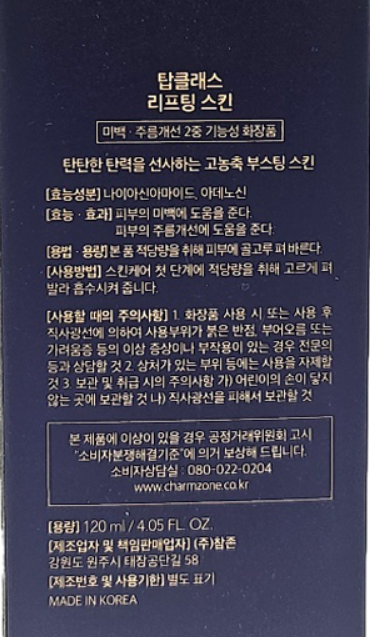 탑클래스
리프팅 스킨
미백 · 주름개선 2중 기능성 화장품
탄탄한 탄력을 선사하는 고농축 부스팅 스킨
[효능성분] 나이아신아마이드, 아데노신
[효능 · 효과] 피부의 미백에 도움을 준다.
피부의 주름개선에 도움을 준다.
[용법 · 용량] 본 품 적당량을 취해 피부에 골고루 펴 바른다.
[사용방법] 스킨케어 첫 단계에 적당량을 취해 고르게 펴
발라 흡수시켜 줍니다.
[사용할 때의 주의사항] 1. 화장품 사용 시 또는 사용 후
직사광선에 의하여 사용부위가 붉은 반점, 부어오름 또는
가려움증 등의 이상 증상이나 부작용이 있는 경우 전문의
등과 상담할 것 2. 상처가 있는 부위 등에는 사용을 자제할
것 3. 보관 및 취급 시의 주의사항 가) 어린이의 손이 닿지
않는 곳에 보관할 것 나) 직사광선을 피해서 보관할 것
본 제품에 이상이 있을 경우 공정거래위원회 고시
"소비자분쟁해결기준"에 의거 보상해 드립니다.
소비자상담실 : 080-022-0204
www.charmzone.co.kr
[용량] 120 ml / 4.05 FL. OZ.
[제조업자 및 책임판매업자] (주)참존
강원도 원주시 태장공단길 58
[제조번호 및 사용기한] 별도 표기
MADE IN KOREA